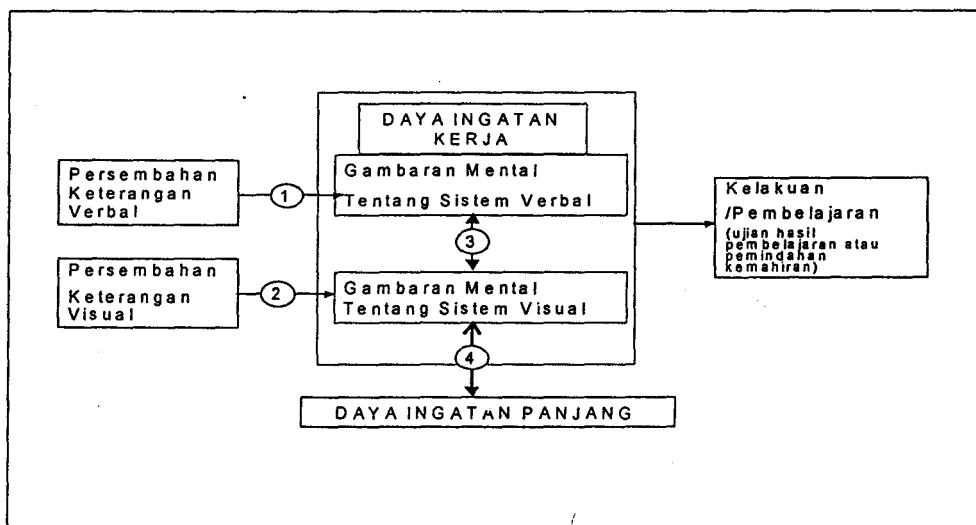 DAYA INGATAN
KERJA
Persembahan
Keterangan
Verbal
1
Gambaran Mental
Tentang Sistem Verbal
3
Persembahan
Keterangan
Visual
2
Gambaran Mental
Tentang Sistem Visual
4
DAYA INGATAN PANJANG
Kelakuan
/Pembelajaran
(ujian hasil
pembelajaran atau
pemindahan
kemahiran)